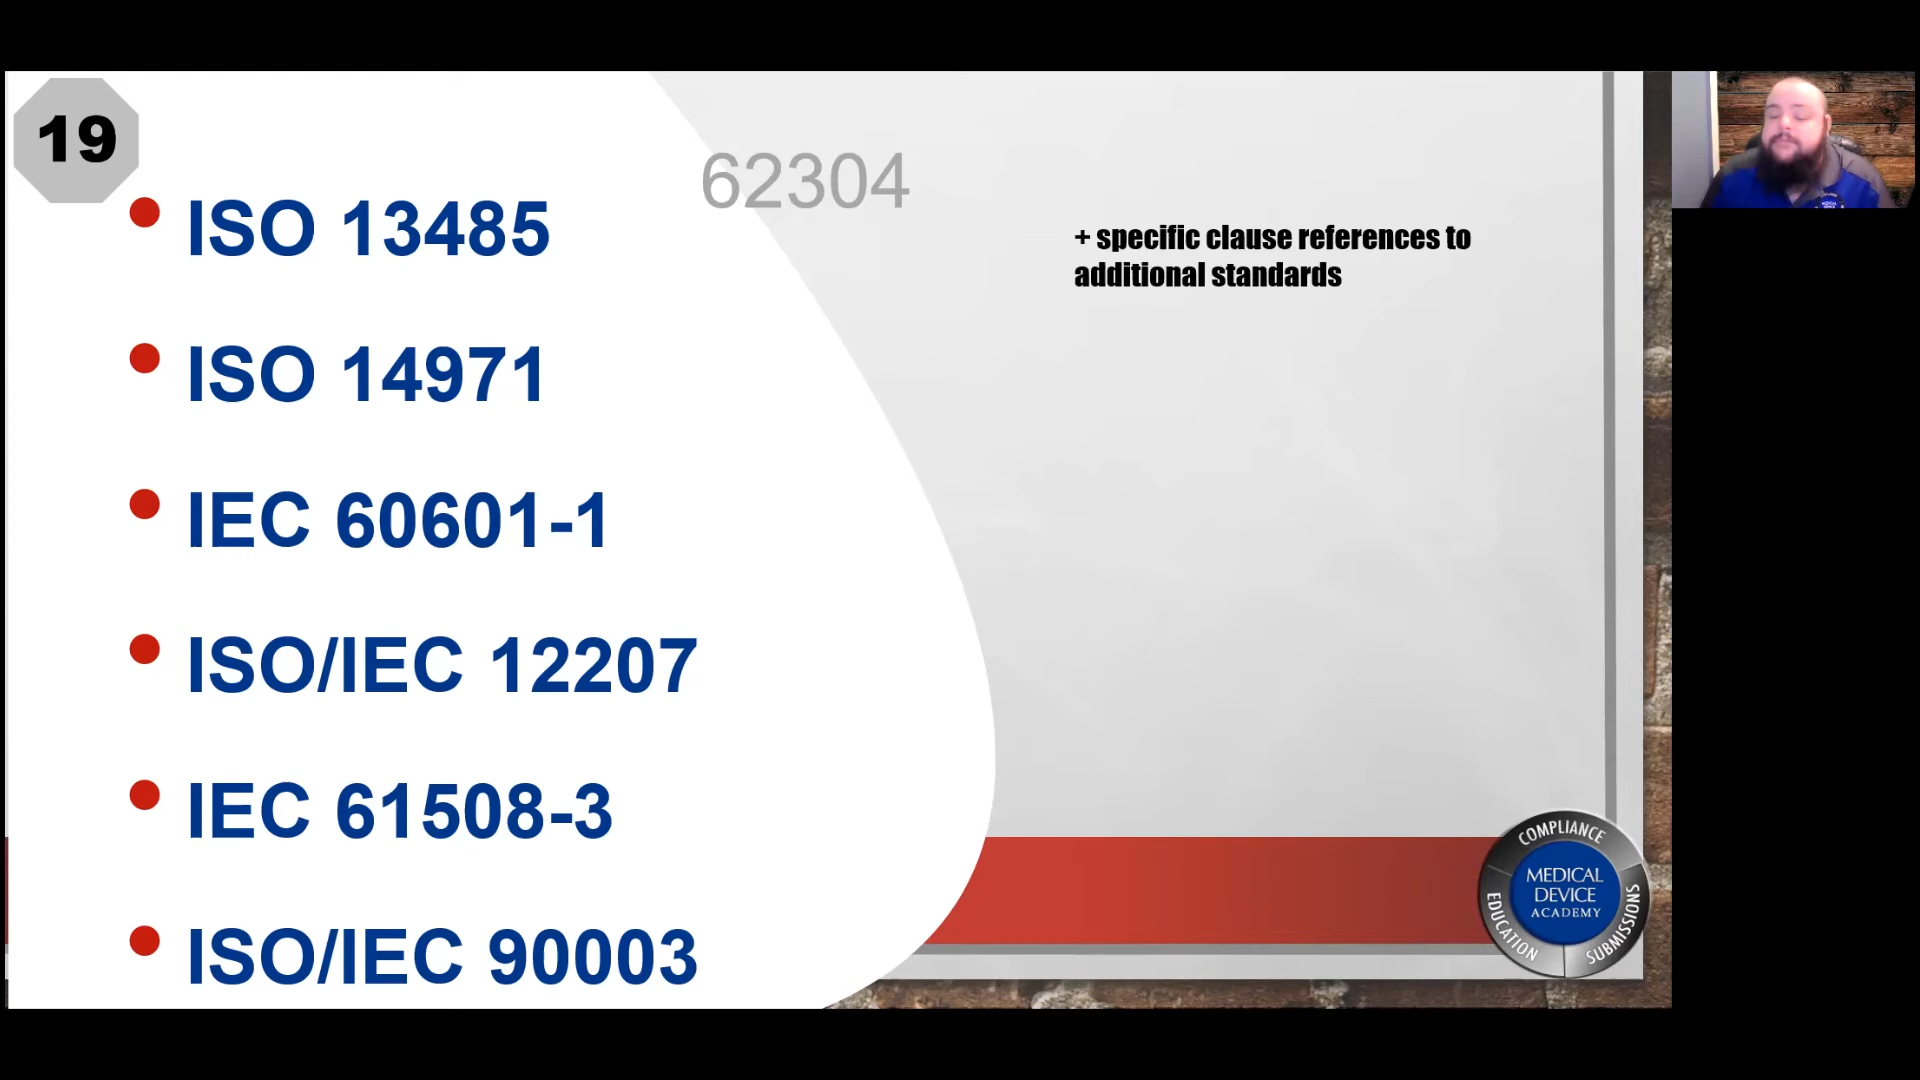 19
62304
• ISO 13485
+ specific clause references to
additional standards
• ISO 14971
• IEC 60601-1
• ISO/IEC 12207
• IEC 61508-3
• ISO/IEC 90003
COMPLIANCE
MEDICAL
DEVICE
ACADEMY
EDUCATION
SUBMISSIONS